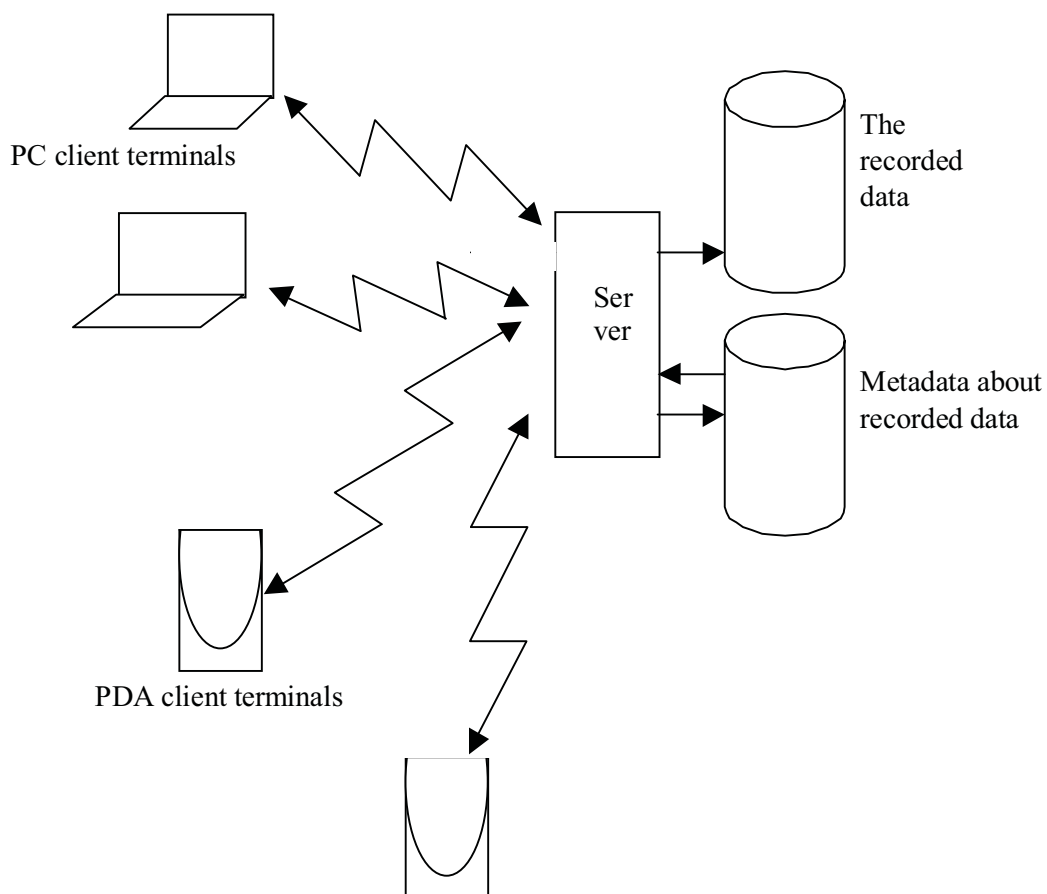 PC client terminals
The
recorded
data
Ser
ver
Metadata about
recorded data
PDA client terminals